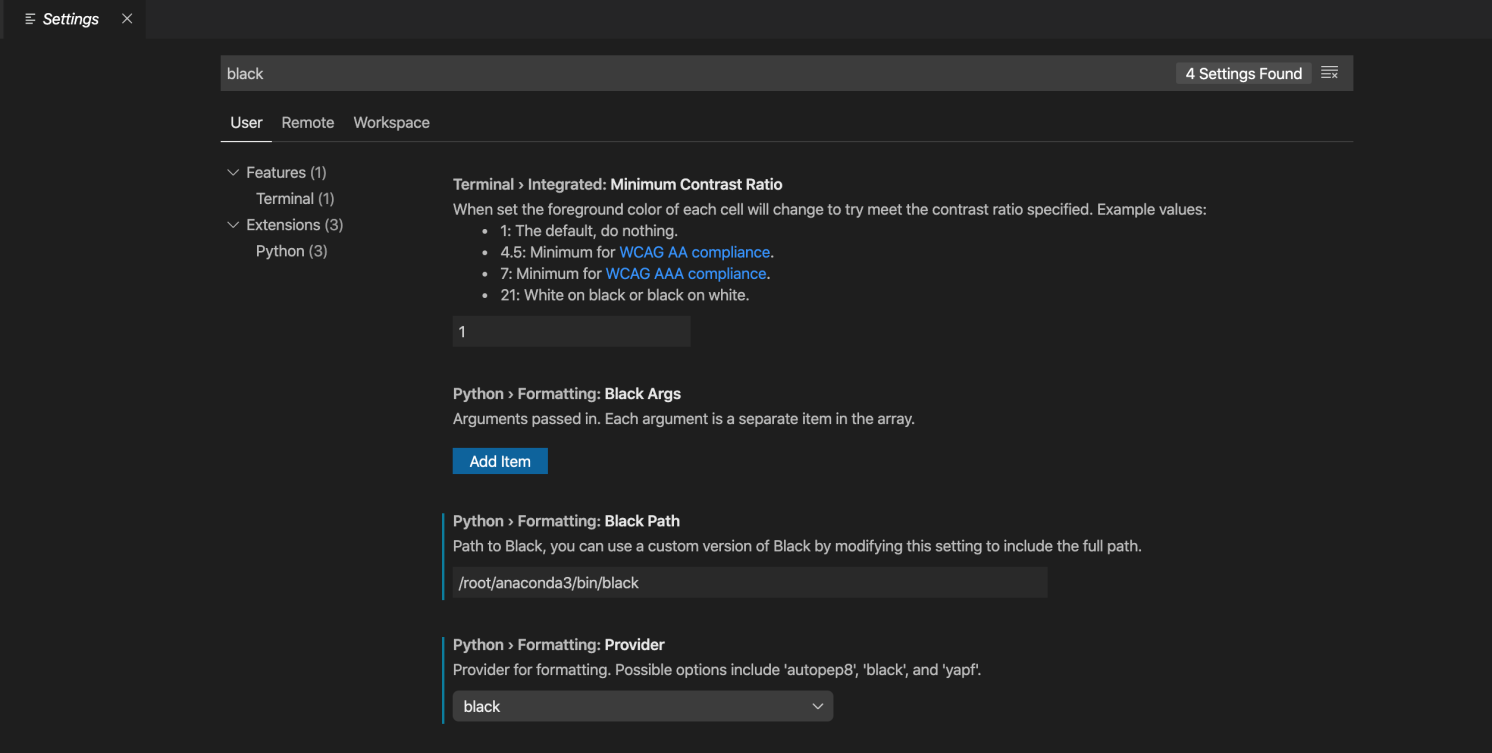 Settings
black
4 Settings Found
User Remote Workspace
Features (1)
Terminal (1)
Extensions (3)
Python (3)
Terminal › Integrated: Minimum Contrast Ratio
When set the foreground color of each cell will change to try meet the contrast ratio specified. Example values:
• 1: The default, do nothing.
• 4.5: Minimum for WCAG AA compliance.
• 7: Minimum for WCAG AAA compliance.
• 21: White on black or black on white.
1
Python › Formatting: Black Args
Arguments passed in. Each argument is a separate item in the array.
Add Item
Python › Formatting: Black Path
Path to Black, you can use a custom version of Black by modifying this setting to include the full path.
/root/anaconda3/bin/black
Python › Formatting: Provider
Provider for formatting. Possible options include 'autopep8', 'black', and 'yapf'.
black